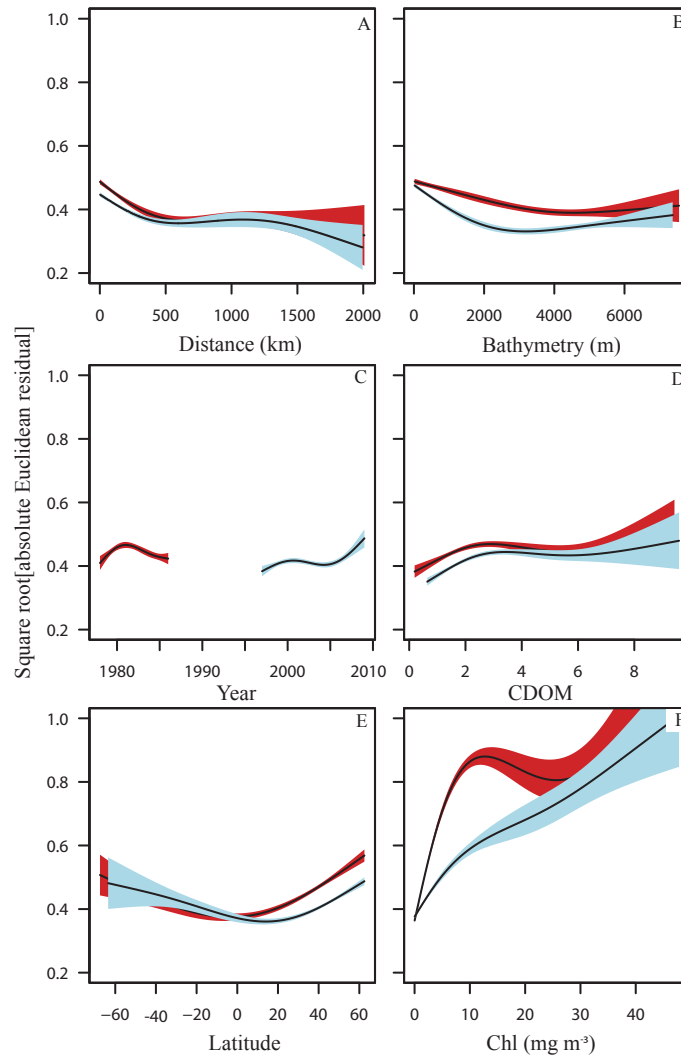 Square root[absolute Euclidean residual]
A
1.0
0.8
0.6
0.4
0.2
0 500 1000 1500 2000
Distance (km)
B
0 2000 4000 6000
Bathymetry (m)
C
1.0
0.8
0.6
0.4
0.2
1980 1990 2000 2010
Year
D
0 2 4 6 8
CDOM
E
1.0
0.8
0.6
0.4
0.2
−60 -40 −20 0 20 40 60
Latitude
F
0 10 20 30 40
Chl (mg m⁻³)